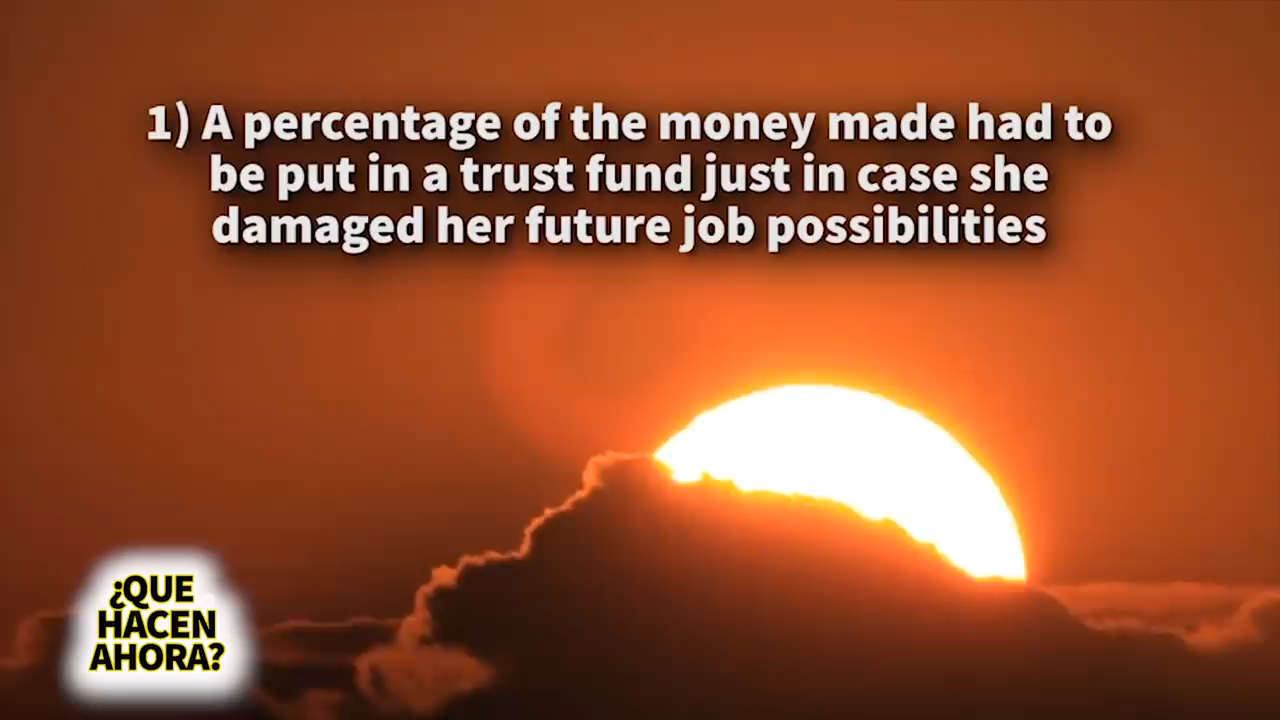 1) A percentage of the money made had to
be put in a trust fund just in case she
damaged her future job possibilities
¿QUE
HACEN
AHORA?